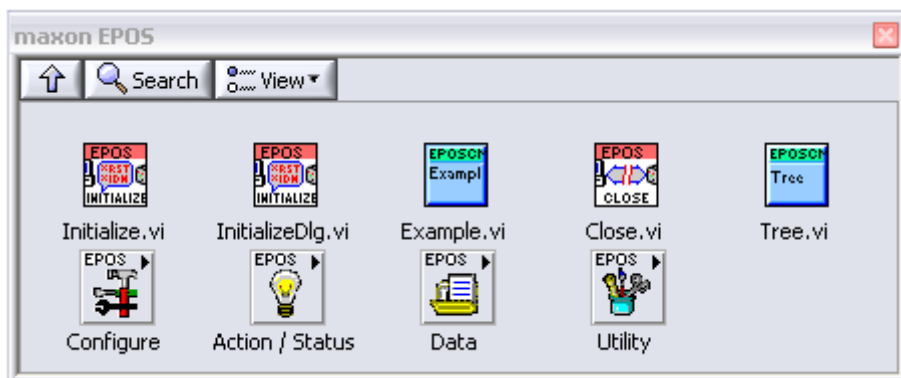 maxon EPOS
Search View
EPOS EPOS EPOSCN EPOS EPOSCN
XRST XRST Exampl Tree
XIDN XIDN
INITIALIZE INITIALIZE CLOSE
Initialize.vi InitializeDlg.vi Example.vi Close.vi Tree.vi
EPOS EPOS EPOS EPOS
Configure Action / Status Data Utility